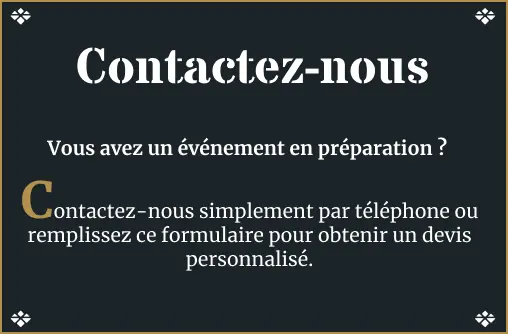 Contactez-nous
Vous avez un événement en préparation ?
Contactez-nous simplement par téléphone ou
remplissez ce formulaire pour obtenir un devis
personnalisé.